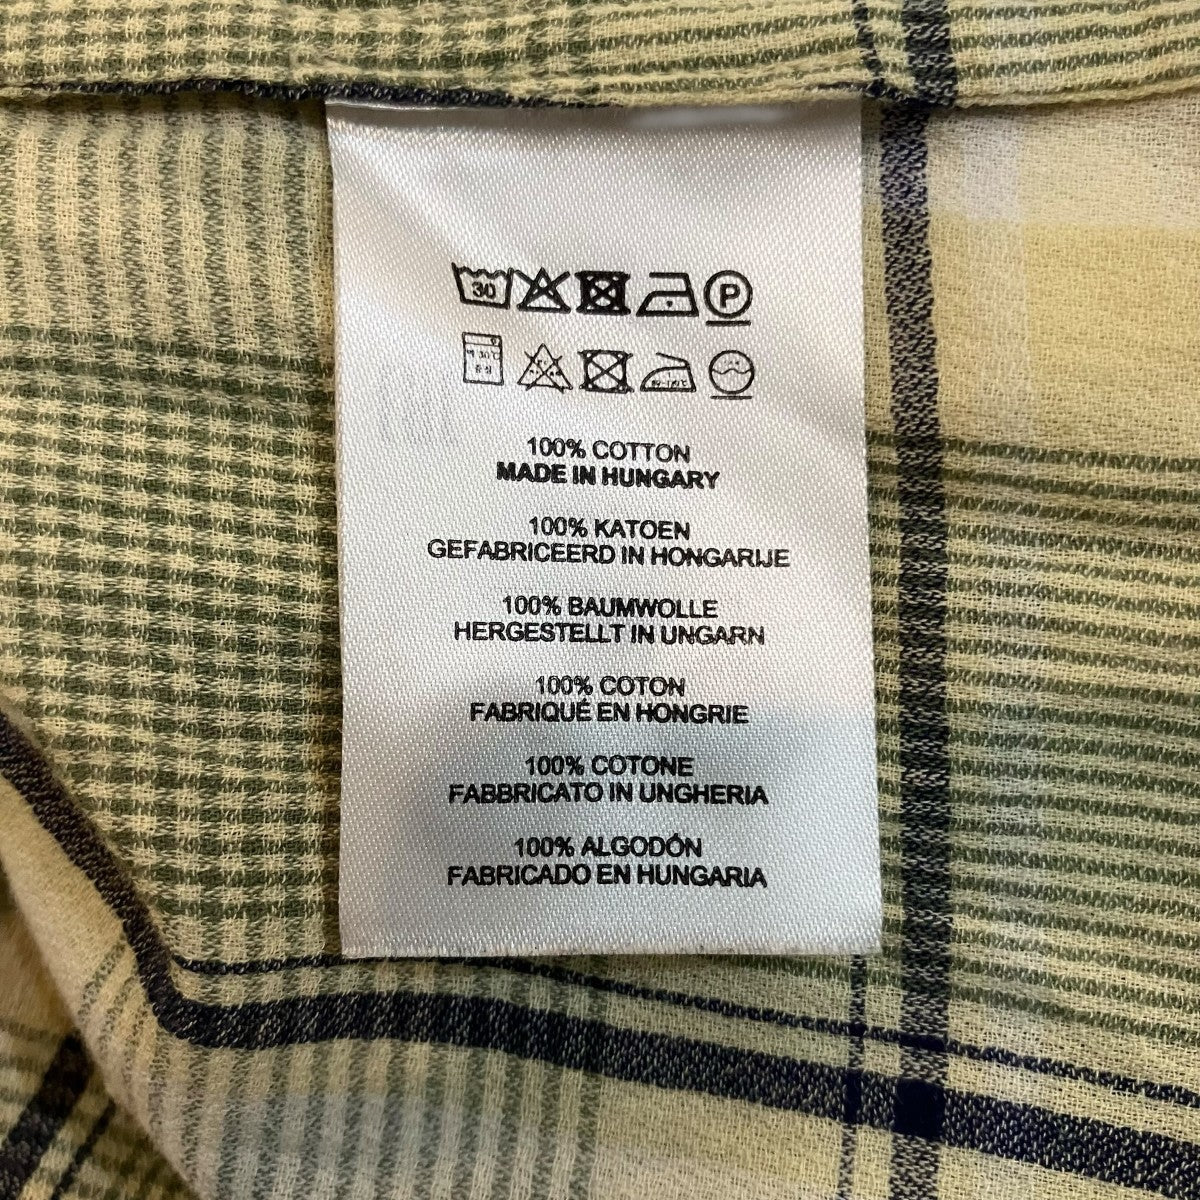 30 P
100% COTTON
MADE IN HUNGARY
100% KATOEN
GEFABRICEERD IN HONGARIJE
100% BAUMWOLLE
HERGESTELLT IN UNGARN
100% COTON
FABRIQUÉ EN HONGRIE
100% COTONE
FABBRICATO IN UNGHERIA
100% ALGODÓN
FABRICADO EN HUNGARIA